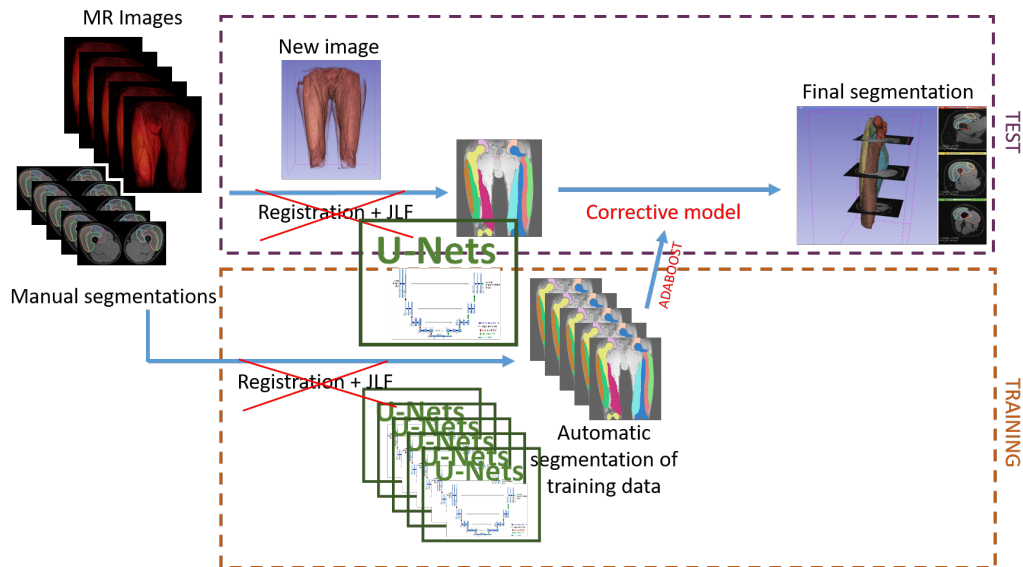 MR Images
New image
Final segmentation
TEST
Registration + JLF
Corrective model
U-Nets
ADABOOST
Manual segmentations
Registration + JLF
TRAINING
U-Nets
U-Nets
U-Nets
U-Nets
U-Nets
Automatic
segmentation of
training data